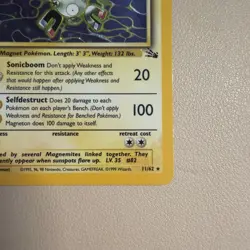 Magnet Pokémon. Length: 3' 3", Weight: 132 lbs.
Sonicboom Don't apply Weakness and
Resistance for this attack. (Any other effects
that would happen after applying Weakness and
Resistance still happen.)
20
Selfdestruct Does 20 damage to each
Pokémon on each player's Bench. (Don't apply
Weakness and Resistance for Benched Pokémon.)
Magneton does 100 damage to itself.
100
resistance
retreat cost
by several Magnemites linked together. They
appear when sunspots flare up. LV. 35 #82
©1995, 96, 98 Nintendo, Creatures, GAMEFREAK. ©1999 Wizards.
11/62 ★